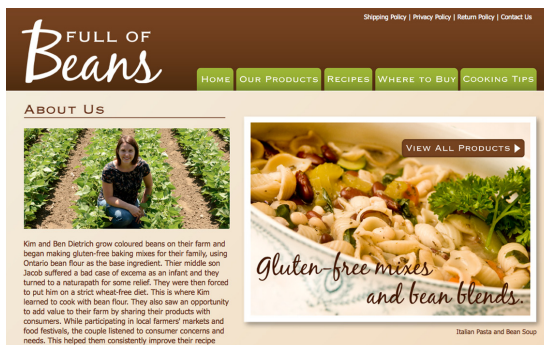 Shipping Policy | Privacy Policy | Return Policy | Contact Us
FULL OF
Beans
HOME
OUR PRODUCTS
RECIPES
WHERE TO BUY
COOKING TIPS
ABOUT US
VIEW ALL PRODUCTS
Kim and Ben Dietrich grow coloured beans on their farm and
began making gluten-free baking mixes for their family, using
Ontario bean flour as the base ingredient. Thier middle son
Jacob suffered a bad case of excema as an infant and they
turned to a naturopath for some relief. They were then forced
to put him on a strict wheat-free diet. This is where Kim
learned to cook with bean flour. They also saw an opportunity
to add value to their farm by sharing their products with
consumers. While participating in local farmers' markets and
food festivals, the couple listened to consumer concerns and
needs. This helped them consistently improve their recipe
Gluten-free mixes
and bean blends.
Italian Pasta and Bean Soup